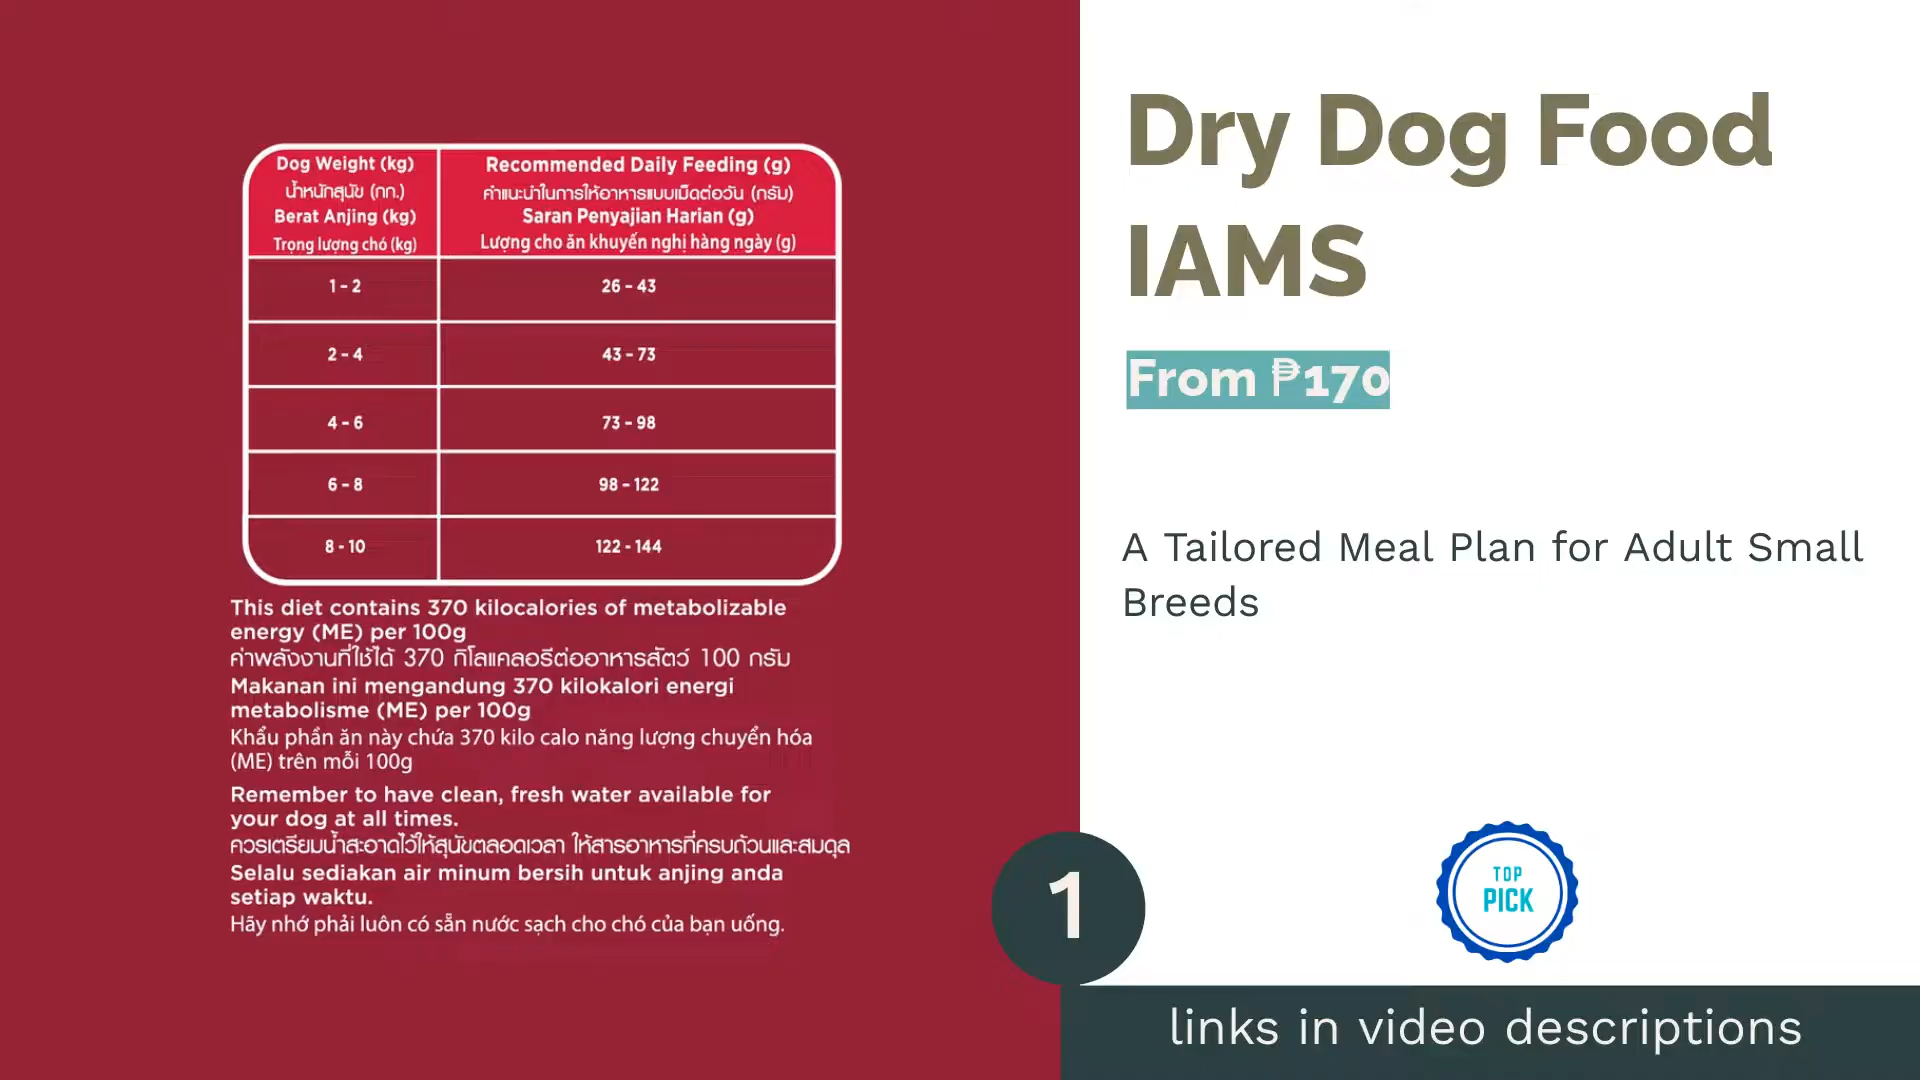 Dog Weight (kg)
น้ำหนักสุนัข (กก.)
Berat Anjing (kg)
Trọng lượng chó (kg)
Recommended Daily Feeding (g)
คำแนะนำในการให้อาหารแบบเม็ดต่อวัน (กรัม)
Saran Penyajian Harian (g)
Lượng cho ăn khuyến nghị hàng ngày (g)
1 - 2
26 - 43
2 - 4
43 - 73
4 - 6
73 - 98
6 - 8
98 - 122
8 - 10
122 - 144
This diet contains 370 kilocalories of metabolizable
energy (ME) per 100g
ค่าพลังงานที่ใช้ได้ 370 กิโลแคลอรีต่ออาหารสัตว์ 100 กรัม
Makanan ini mengandung 370 kilokalori energi
metabolisme (ME) per 100g
Khẩu phần ăn này chứa 370 kilo calo năng lượng chuyển hóa
(ME) trên mỗi 100g
Remember to have clean, fresh water available for
your dog at all times.
ควรเตรียมน้ำสะอาดไว้ให้สุนัขตลอดเวลา ให้สารอาหารที่ครบถ้วนและสมดุล
Selalu sediakan air minum bersih untuk anjing anda
setiap waktu.
Hãy nhớ phải luôn có sẵn nước sạch cho chó của bạn uống.
Dry Dog Food
IAMS
From ₱170
A Tailored Meal Plan for Adult Small
Breeds
1
TOP
PICK
links in video descriptions